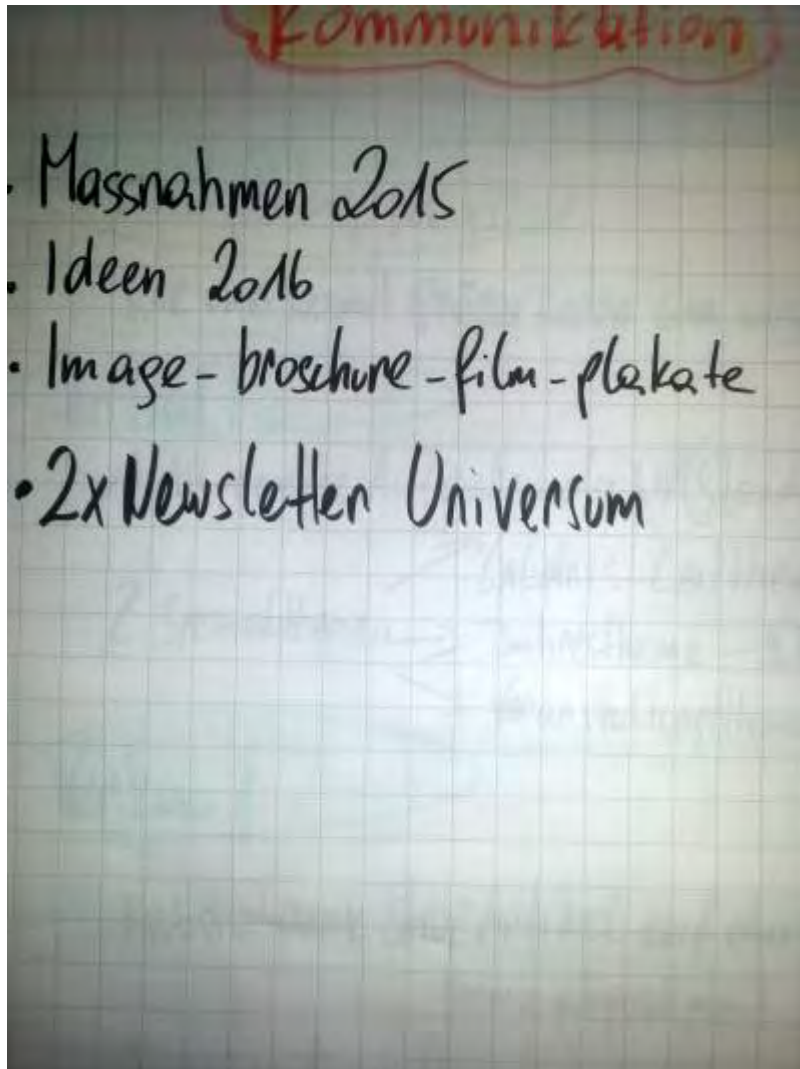 Kommunikation
· Massnahmen 2015
· Ideen 2016
· Image-broschure-film-plakate
· 2x Newsletter Universum